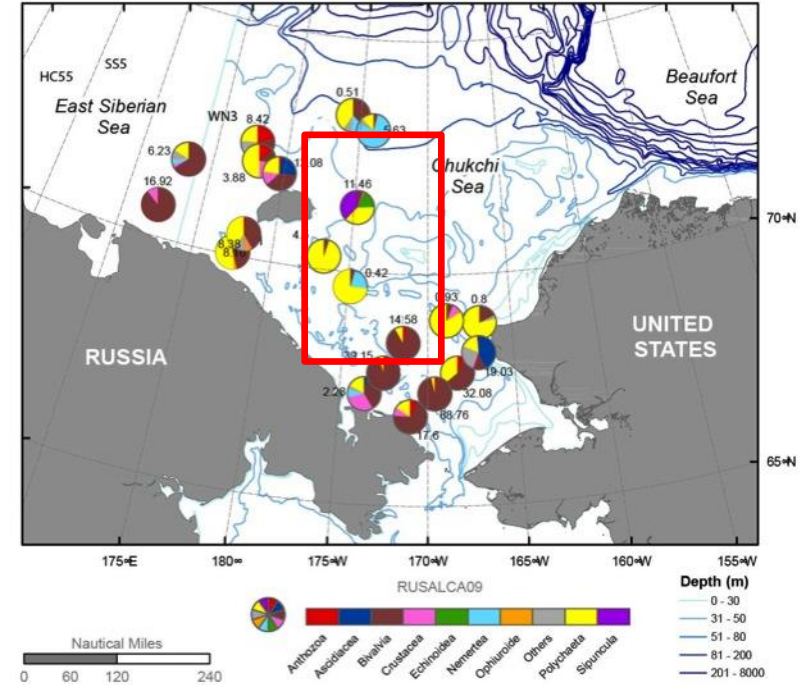 HC55
SS5
East Siberian
Sea
WN3
8.42
0.51
5.63
Beaufort
Sea
6.23
3.88
Chukchi
Sea
16.92
11.46
70°N
8.38
8.16
4.
0.42
14.58
0.93
0.8
RUSSIA
UNITED
STATES
2.28
19.03
32.08
88.76
17.6
65°N
175°E
180°
175°W
170°W
165°W
160°W
155°W
RUSALCA09
Anthozoa
Ascidiacea
Bivalvia
Crustacea
Echinoidea
Nemertea
Ophiuroide
Others
Polychaeta
Sipuncula
Nautical Miles
0 60 120 240
Depth (m)
0 - 30
31 - 50
51 - 80
81 - 200
201 - 8000